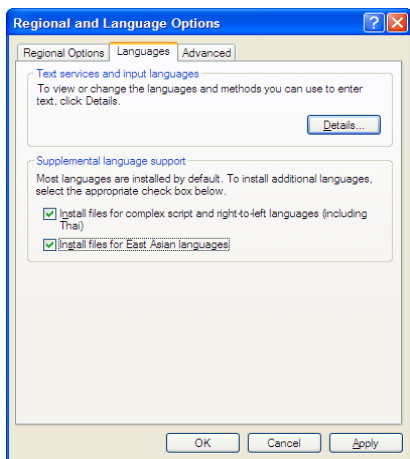 Regional and Language Options
Regional Options Languages Advanced
Text services and input languages
To view or change the languages and methods you can use to enter
text, click Details.
Details...
Supplemental language support
Most languages are installed by default. To install additional languages,
select the appropriate check box below.
Install files for complex script and right-to-left languages (including
Thai)
Install files for East Asian languages
OK Cancel Apply